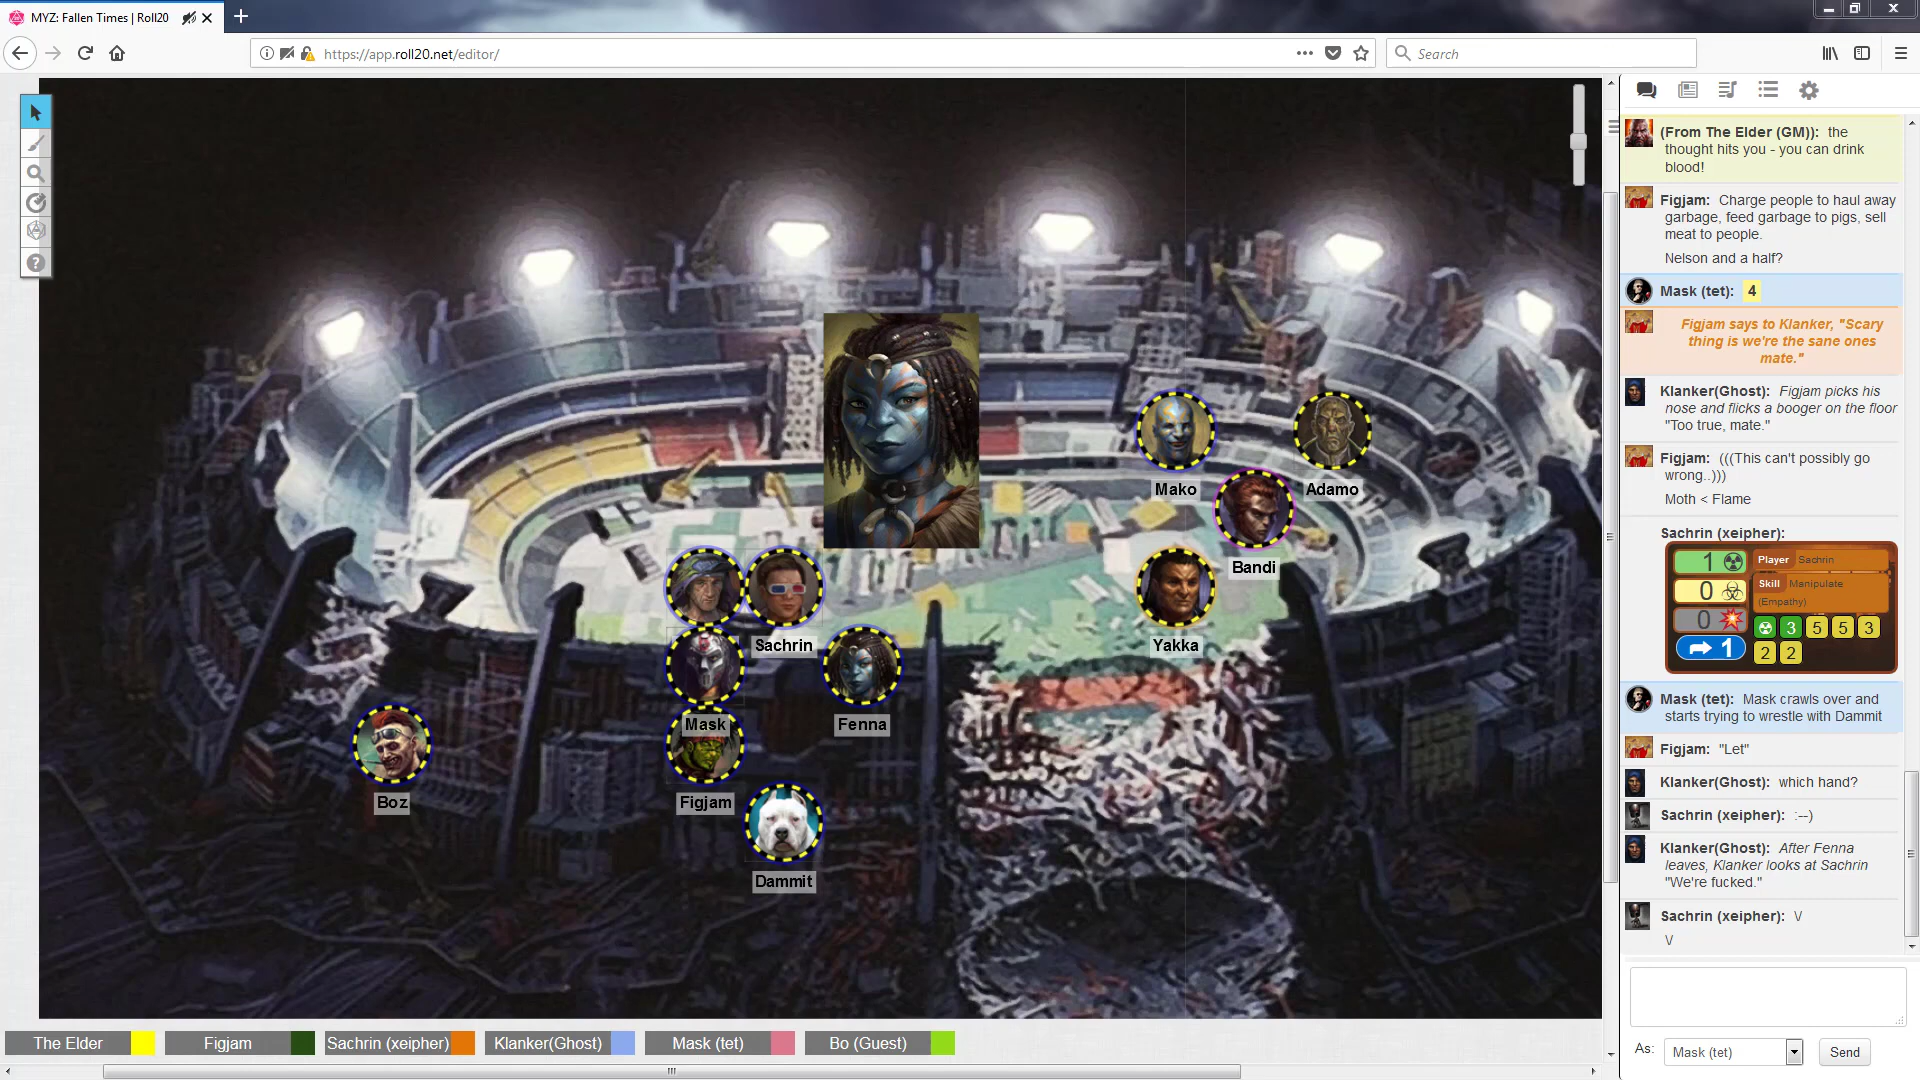 MYZ: Fallen Times | Roll20
https://app.roll20.net/editor/
Search
Mako
Adamo
Bandi
Sachrin
Yakka
Mask
Fenna
Boz
Figjam
Dammit
(From The Elder (GM)): the
thought hits you - you can drink
blood!
Figjam: Charge people to haul away
garbage, feed garbage to pigs, sell
meat to people.
Nelson and a half?
Mask (tet): 4
Figjam says to Klanker, "Scary
thing is we're the sane ones
mate."
Klanker(Ghost): Figjam picks his
nose and flicks a booger on the floor
"Too true, mate."
Figjam: (((This can't possibly go
wrong..)))
Moth < Flame
Sachrin (xeipher):
1 Player Sachrin
0 Skill Manipulate
(Empathy)
0 3 5 5 3
1 2 2
Mask (tet): Mask crawls over and
starts trying to wrestle with Dammit
Figjam: "Let"
Klanker(Ghost): which hand?
Sachrin (xeipher): :--)
Klanker(Ghost): After Fenna
leaves, Klanker looks at Sachrin
"We're fucked."
Sachrin (xeipher): \/
\/
As: Mask (tet) Send
The Elder
Figjam
Sachrin (xeipher)
Klanker(Ghost)
Mask (tet)
Bo (Guest)